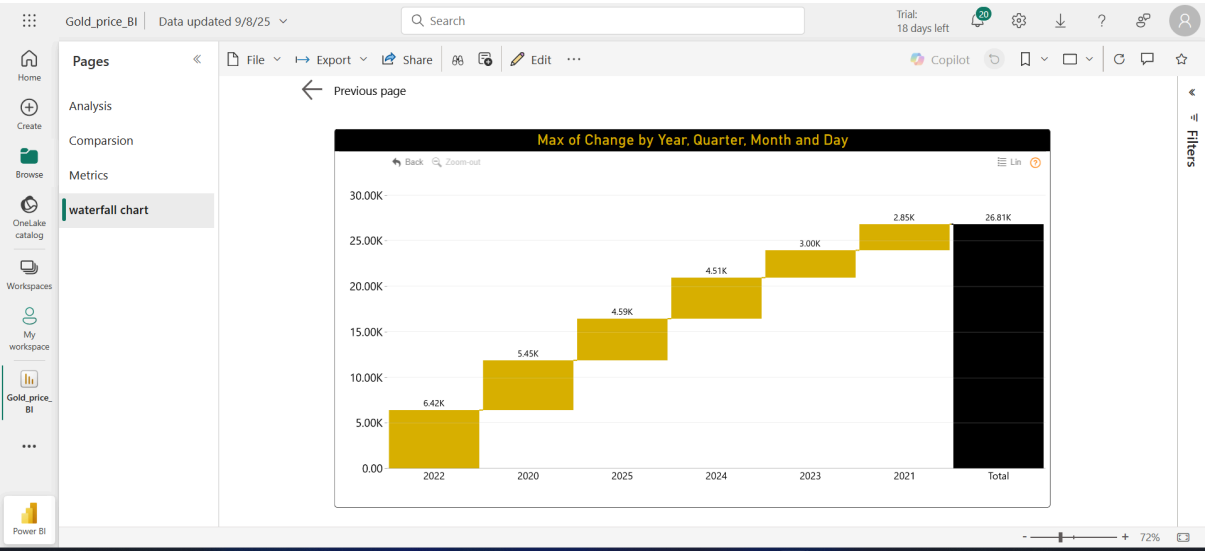 Gold_price_BI Data updated 9/8/25
Search
Trial:
18 days left
20
Home
Create
Browse
OneLake
catalog
Workspaces
My
workspace
Gold_price_
BI
Power BI
Pages
Analysis
Comparsion
Metrics
waterfall chart
File Export Share Edit
Copilot
Previous page
Filters
Max of Change by Year, Quarter, Month and Day
Back Zoom-out
Lin
30.00K
25.00K
20.00K
15.00K
10.00K
5.00K
0.00
6.42K
5.45K
4.59K
4.51K
3.00K
2.85K
26.81K
2022 2020 2025 2024 2023 2021 Total
- + 72%